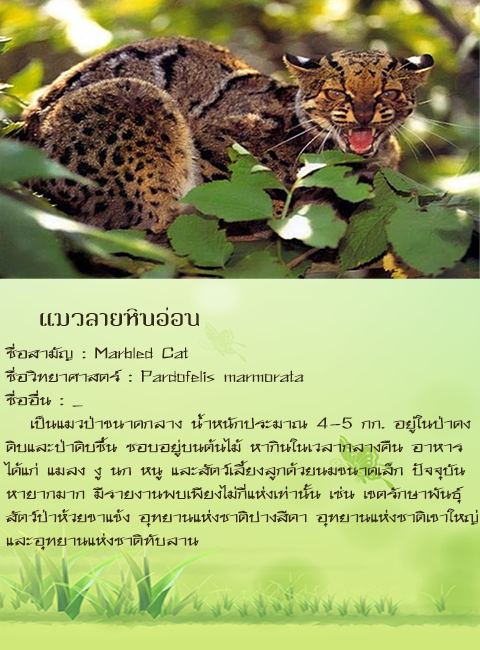 แมวลายหินอ่อน
ชื่อสามัญ : Marbled Cat
ชื่อวิทยาศาสตร์ : Pardofelis marmorata
ชื่ออื่น : _
เป็นแมวป่าขนาดกลาง น้ำหนักประมาณ 4-5 กก. อยู่ในป่าดง
ดิบและป่าดิบชื้น ชอบอยู่บนต้นไม้ หากินในเวลากลางคืน อาหาร
ได้แก่ แมลง งู นก หนู และสัตว์เลี้ยงลูกด้วยนมขนาดเล็ก ปัจจุบัน
หายากมาก มีรายงานพบเพียงไม่กี่แห่งเท่านั้น เช่น เขตรักษาพันธุ์
สัตว์ป่าห้วยขาแข้ง อุทยานแห่งชาติปางสีดา อุทยานแห่งชาติเขาใหญ่
และอุทยานแห่งชาติทับลาน